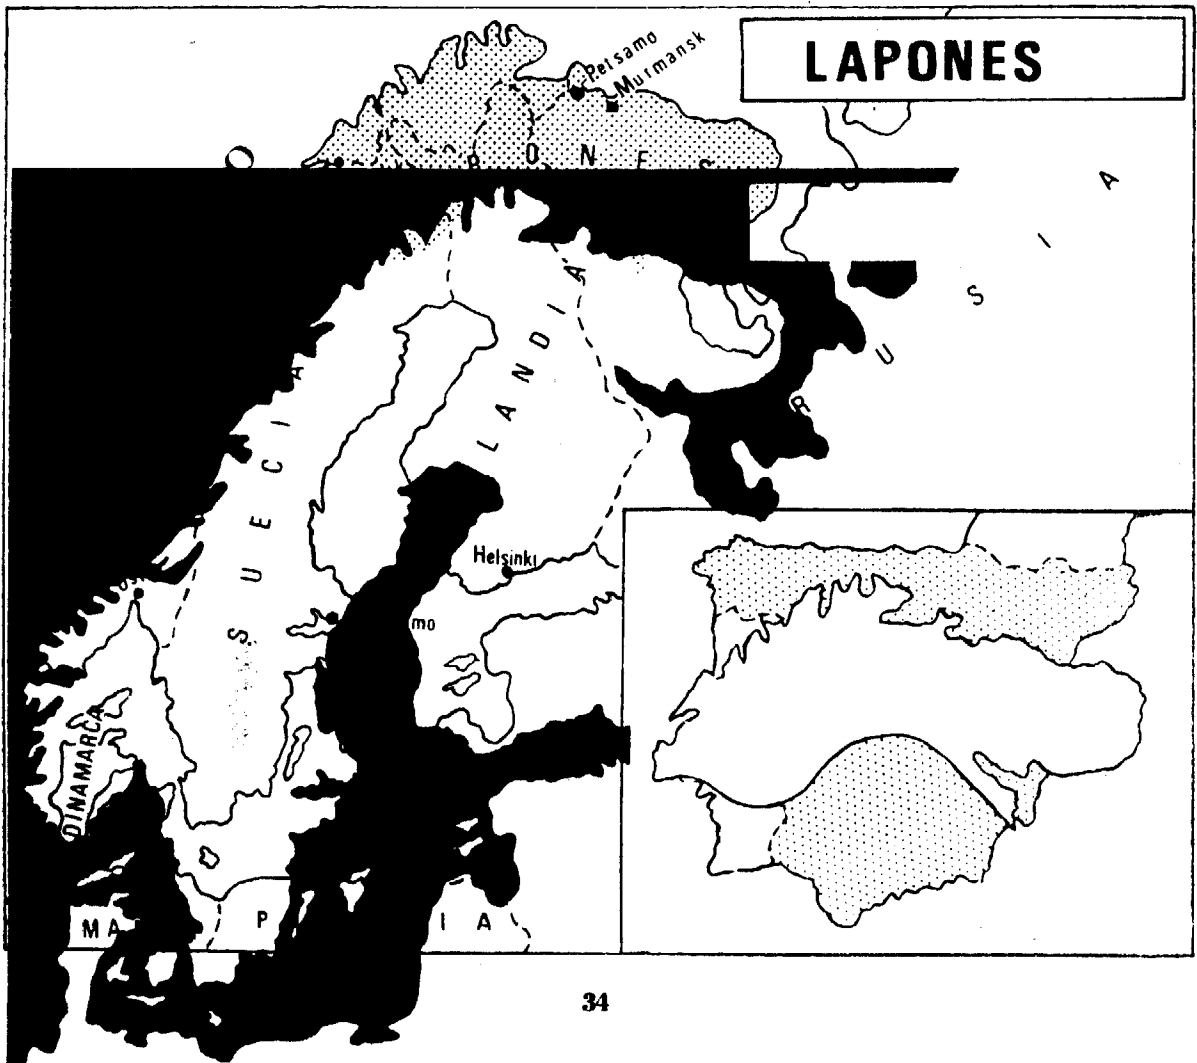 LAPONES
Petsamo
Murmansk
O N E S
R U S I A
L A N D I A
S U E C I A
Helsinki
mo
DINAMARCA
MA
P
I A
34